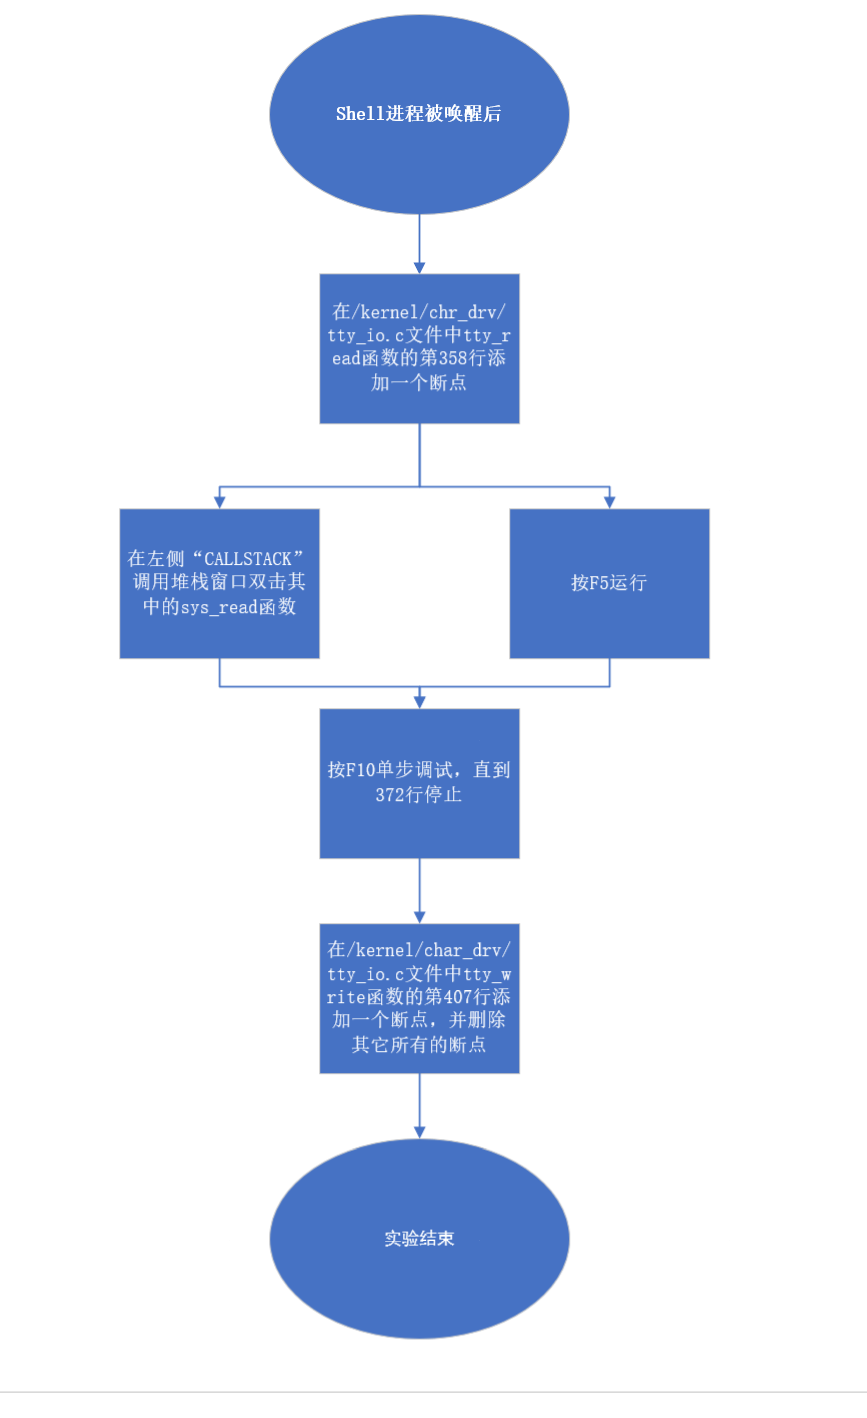 Shell进程被唤醒后
在/kernel/chr_drv/
tty_io.c文件中tty_r
ead函数的第358行添
加一个断点
在左侧“CALLSTACK”
调用堆栈窗口双击其
中的sys_read函数
按F5运行
按F10单步调试，直到
372行停止
在/kernel/char_drv/
tty_io.c文件中tty_w
rite函数的第407行添
加一个断点，并删除
其它所有的断点
实验结束